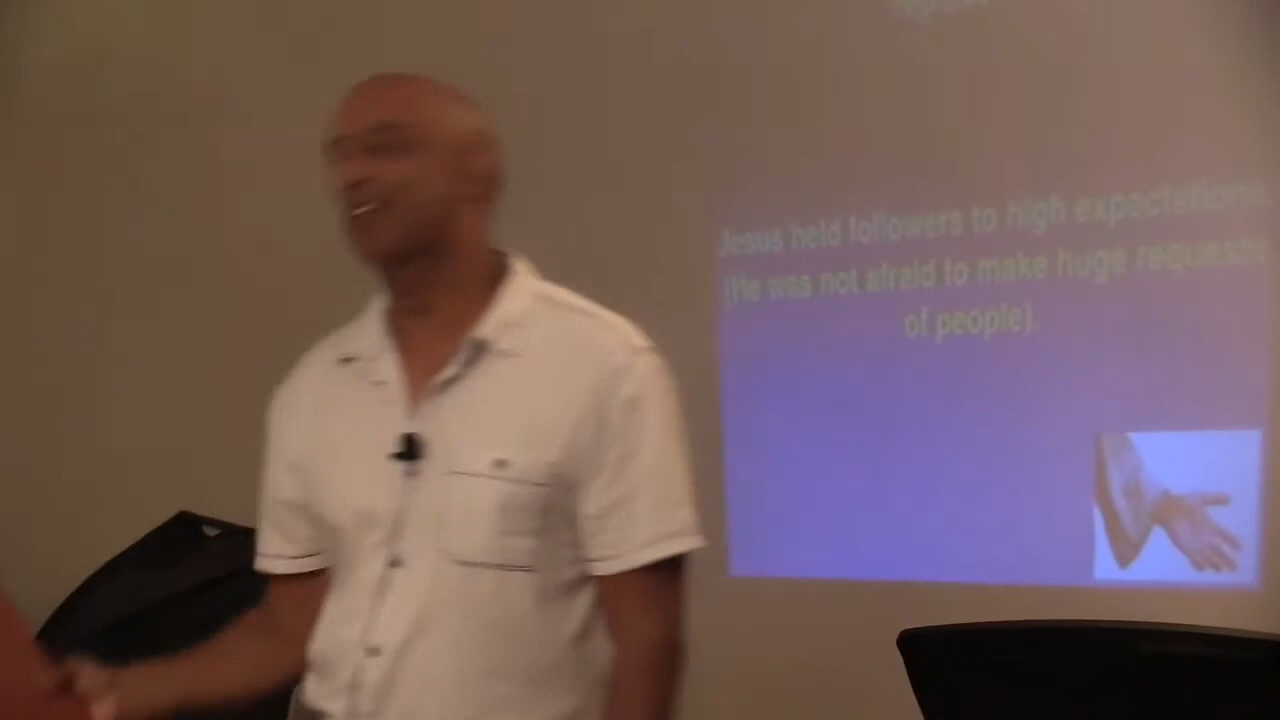 Jesus held followers to high expectations
(He was not afraid to make huge requests
of people).